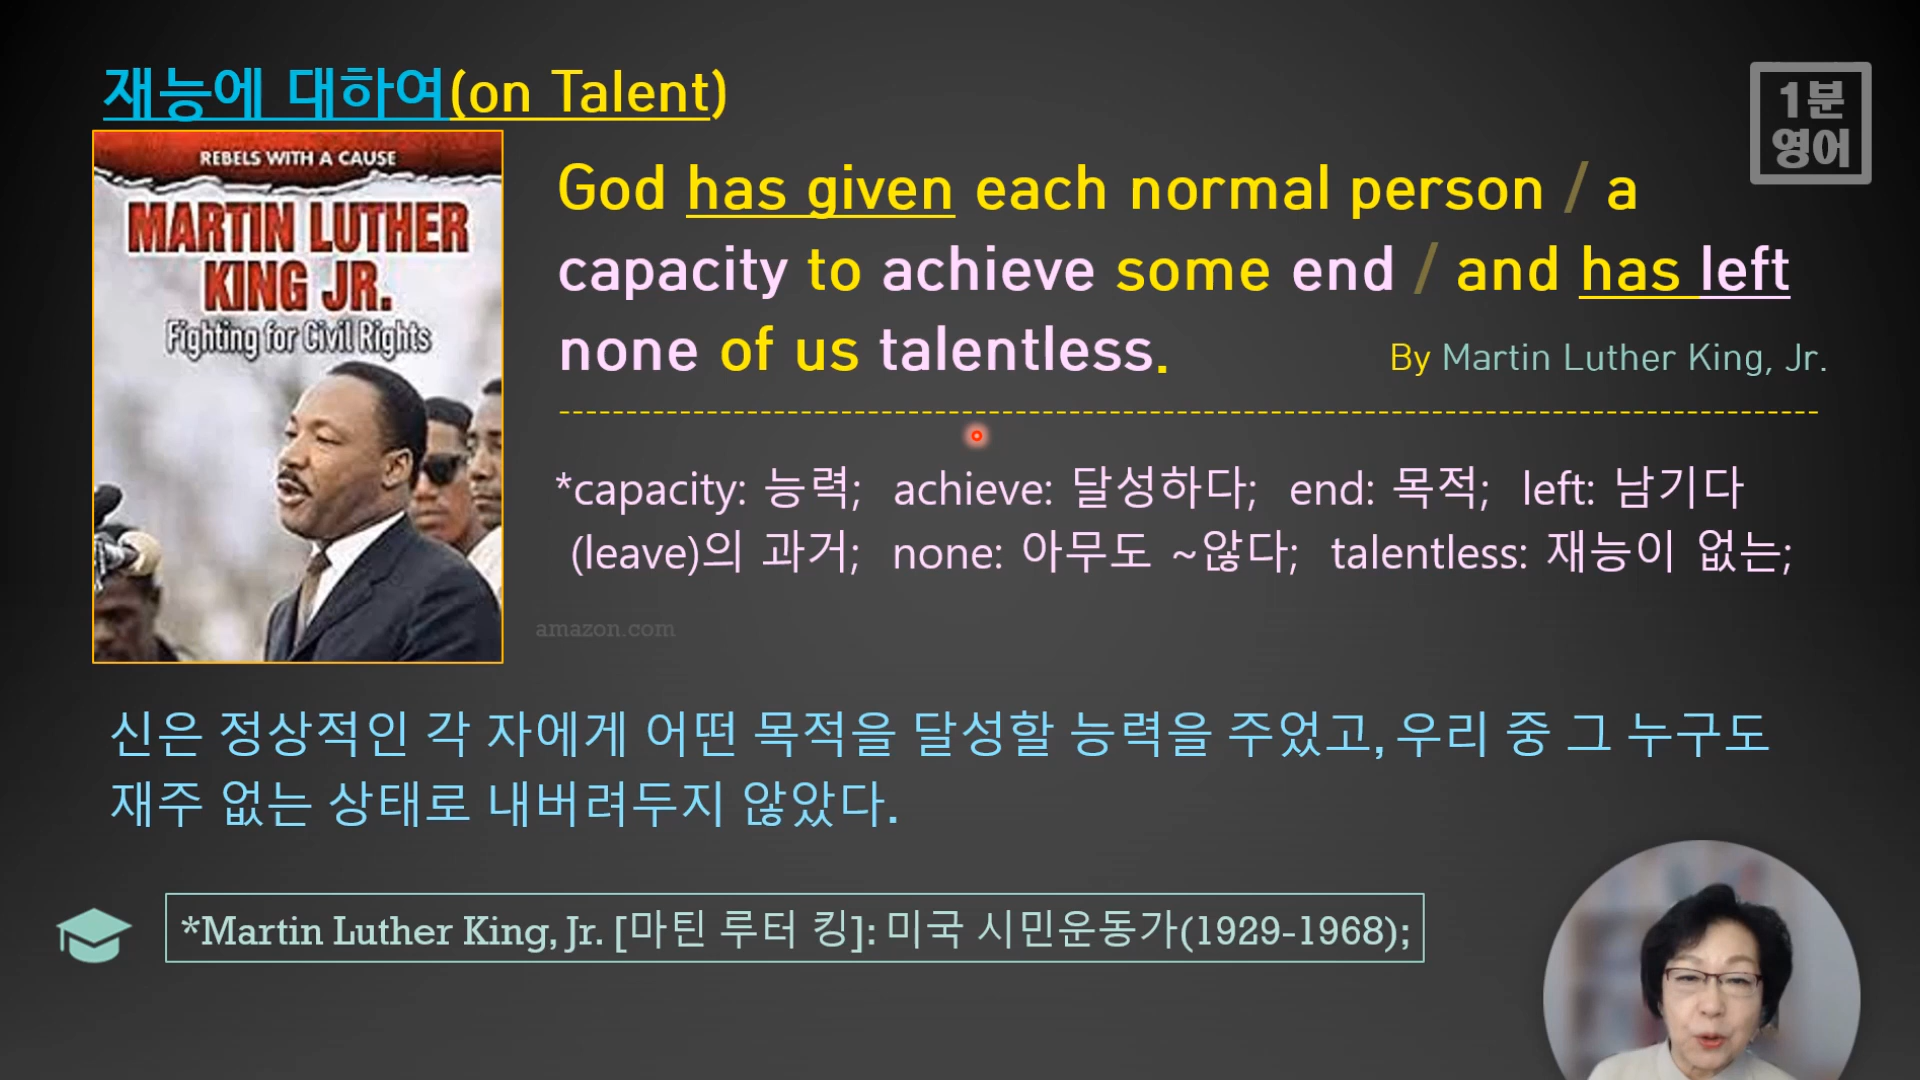 재능에 대하여(on Talent)
1분
영어
REBELS WITH A CAUSE
MARTIN LUTHER
KING JR.
Fighting for Civil Rights
God has given each normal person / a
capacity to achieve some end / and has left
none of us talentless.
By Martin Luther King, Jr.
*capacity: 능력; achieve: 달성하다; end: 목적; left: 남기다
(leave)의 과거; none: 아무도 ~않다; talentless: 재능이 없는;
amazon.com
신은 정상적인 각 자에게 어떤 목적을 달성할 능력을 주었고, 우리 중 그 누구도
재주 없는 상태로 내버려두지 않았다.
*Martin Luther King, Jr. [마틴 루터 킹]: 미국 시민운동가(1929-1968);